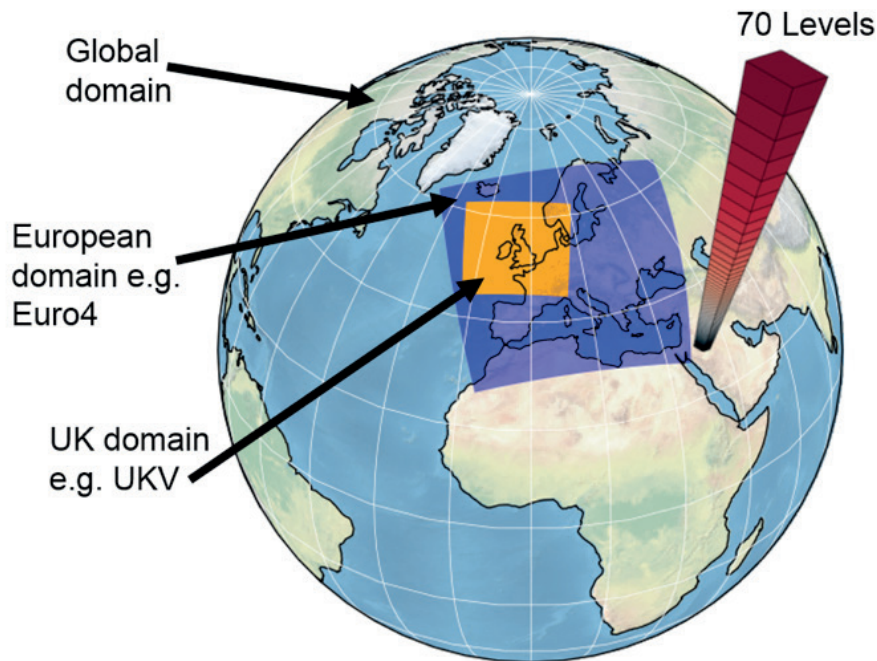 70 Levels
Global
domain
European
domain e.g.
Euro4
UK domain
e.g. UKV